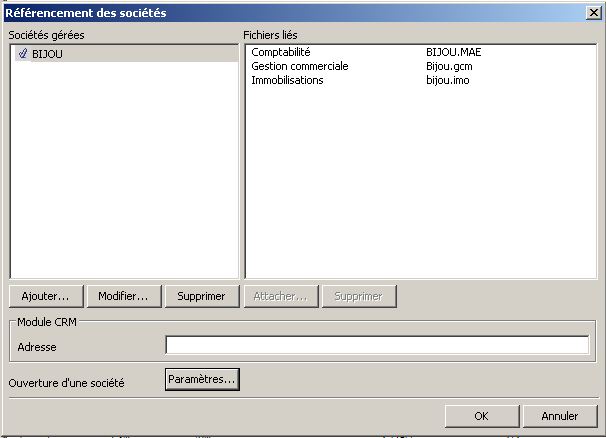 Référencement des sociétés
Sociétés gérées Fichiers liés
BIJOU
Comptabilité BIJOU.MAE
Gestion commerciale Bijou.gcm
Immobilisations bijou.imo
Ajouter... Modifier... Supprimer Attacher... Supprimer
Module CRM
Adresse
Ouverture d'une société Paramètres...
OK Annuler